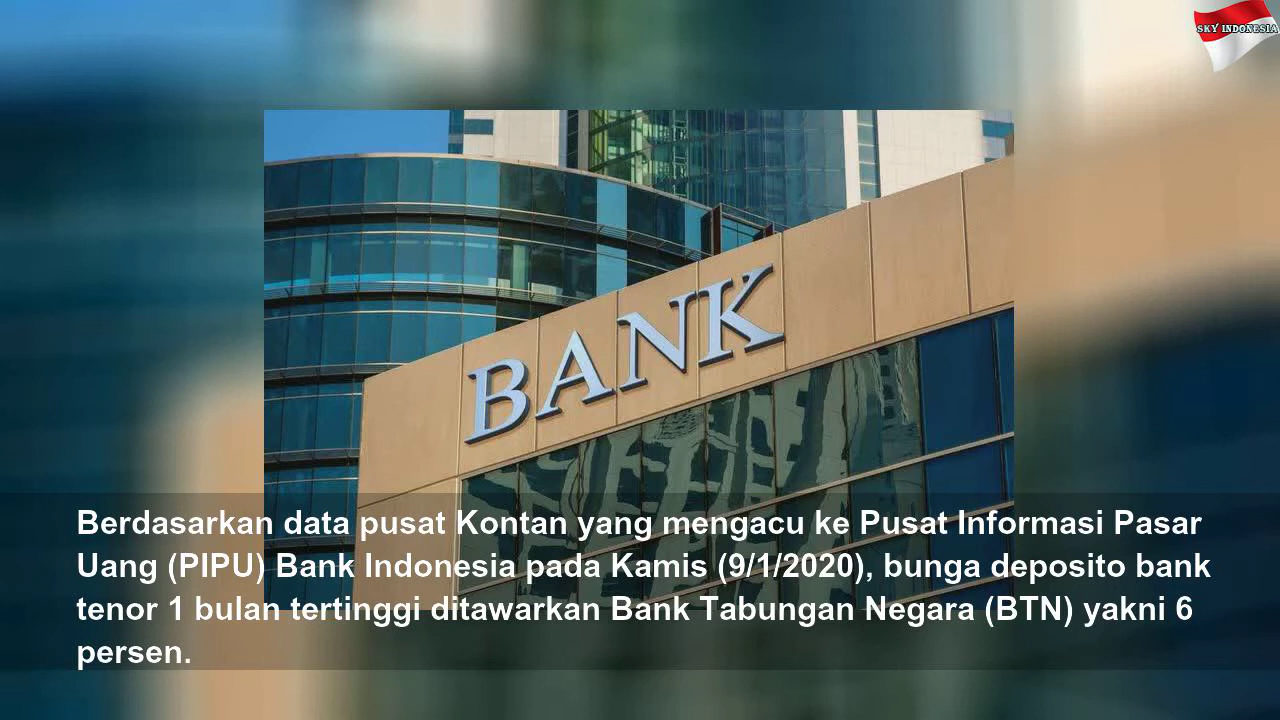 SKY INDONESIA
BANK
Berdasarkan data pusat Kontan yang mengacu ke Pusat Informasi Pasar
Uang (PIPU) Bank Indonesia pada Kamis (9/1/2020), bunga deposito bank
tenor 1 bulan tertinggi ditawarkan Bank Tabungan Negara (BTN) yakni 6
persen.